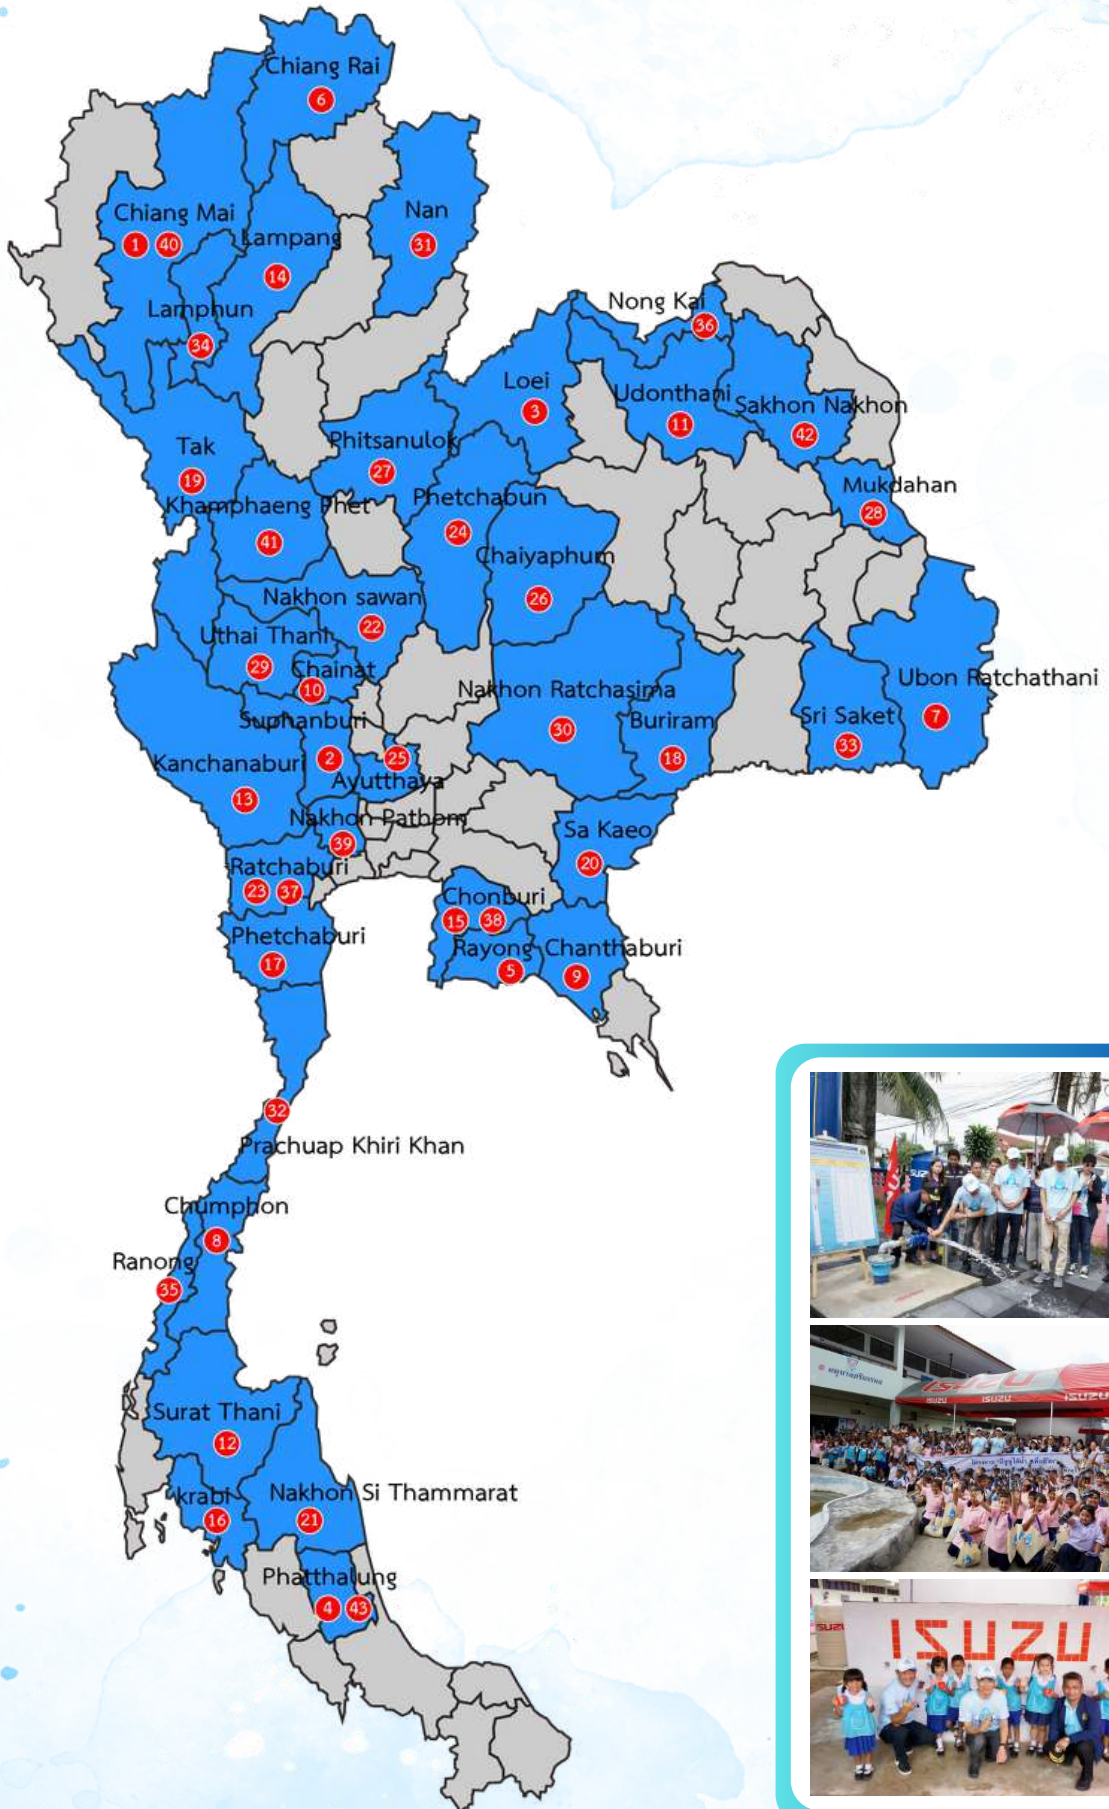 Chiang Rai
6
Chiang Mai
1 40
Nan
31
Lampang
14
Lamphun
34
Nong Kai
36
Loei
3
Udonthani
11
Sakhon Nakhon
42
Tak
19
Phitsanulok
27
Mukdahan
28
Khamphaeng Phet
41
Phetchabun
24
Chaiyaphum
26
Nakhon sawan
22
Uthai Thani
29
Chainat
10
Nakhon Ratchasima
30
Ubon Ratchathani
7
Suphanburi
2
Buriram
18
Sri Saket
33
Kanchanaburi
13
25
Ayutthaya
Nakhon Pathom
39
Sa Kaeo
20
Ratchaburi
23 37
Chonburi
15 38
Phetchaburi
17
Rayong
5
Chanthaburi
9
32
Prachuap Khiri Khan
Chumphon
8
Ranong
35
Surat Thani
12
krabi
16
Nakhon Si Thammarat
21
Phatthalung
4 43
ISUZU
ISUZU ISUZU ISUZU
ISUZU